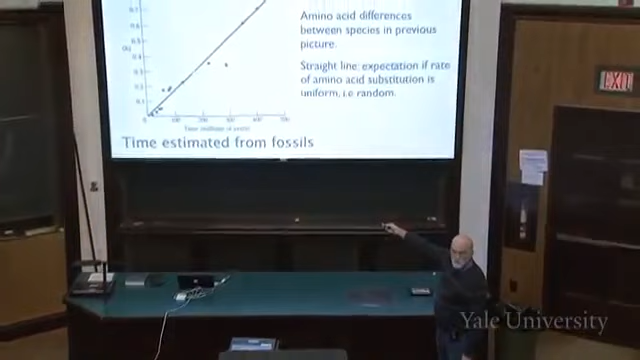 Amino acid differences
between species in previous
picture.
Straight line: expectation if rate
of amino acid substitution is
uniform, i.e random.
Time estimated from fossils
EXIT
Yale University